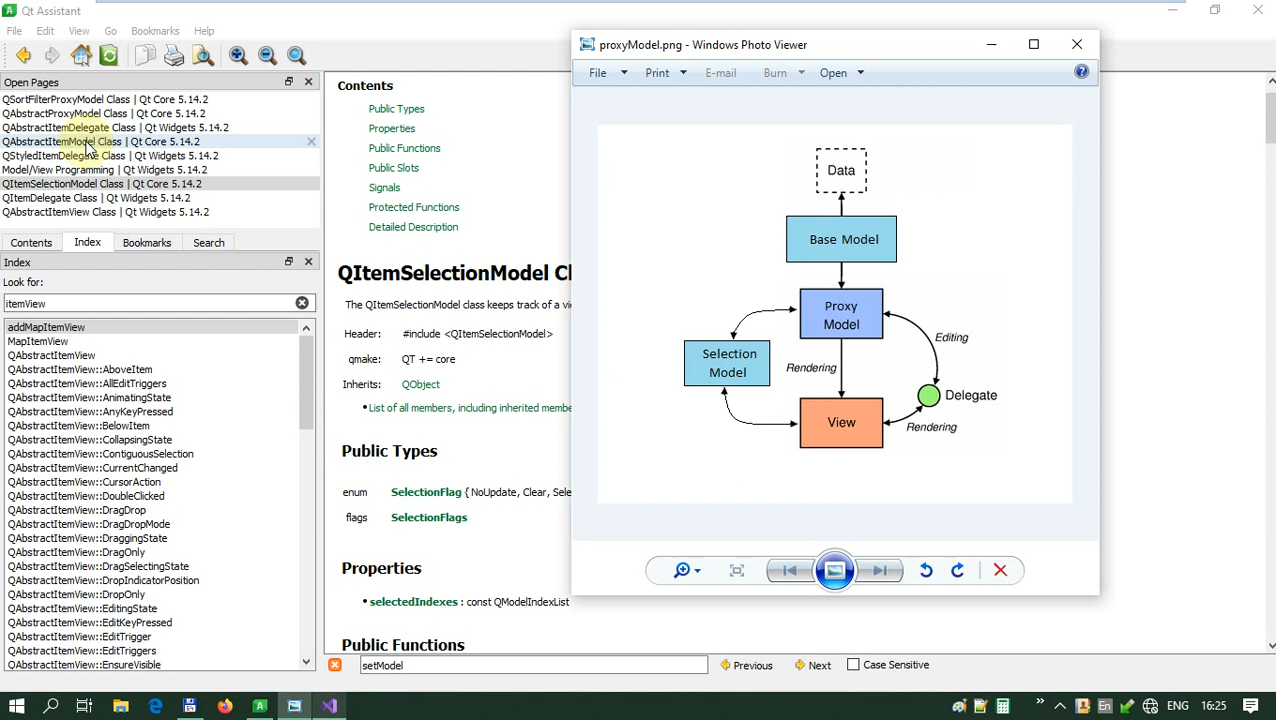 Qt Assistant
File Edit View Go Bookmarks Help
Open Pages
QSortFilterProxyModel Class | Qt Core 5.14.2
QAbstractProxyModel Class | Qt Core 5.14.2
QAbstractItemDelegate Class | Qt Widgets 5.14.2
QAbstractItemModel Class | Qt Core 5.14.2
QStyledItemDelegate Class | Qt Widgets 5.14.2
Model/View Programming | Qt Widgets 5.14.2
QItemSelectionModel Class | Qt Core 5.14.2
QItemDelegate Class | Qt Widgets 5.14.2
QAbstractItemView Class | Qt Widgets 5.14.2
Contents Index Bookmarks Search
Index
Look for:
itemView
addMapItemView
MapItemView
QAbstractItemView
QAbstractItemView::AboveItem
QAbstractItemView::AllEditTriggers
QAbstractItemView::AnimatingState
QAbstractItemView::AnyKeyPressed
QAbstractItemView::BelowItem
QAbstractItemView::CollapsingState
QAbstractItemView::ContiguousSelection
QAbstractItemView::CurrentChanged
QAbstractItemView::CursorAction
QAbstractItemView::DoubleClicked
QAbstractItemView::DragDrop
QAbstractItemView::DragDropMode
QAbstractItemView::DraggingState
QAbstractItemView::DragOnly
QAbstractItemView::DragSelectingState
QAbstractItemView::DropIndicatorPosition
QAbstractItemView::DropOnly
QAbstractItemView::EditingState
QAbstractItemView::EditKeyPressed
QAbstractItemView::EditTrigger
QAbstractItemView::EditTriggers
QAbstractItemView::EnsureVisible
Contents
Public Types
Properties
Public Functions
Public Slots
Signals
Protected Functions
Detailed Description
QItemSelectionModel Cl
The QItemSelectionModel class keeps track of a vie
Header: #include <QItemSelectionModel>
qmake: QT += core
Inherits: QObject
•List of all members, including inherited membe
Public Types
enum SelectionFlag { NoUpdate, Clear, Sele
flags SelectionFlags
Properties
•selectedIndexes : const QModelIndexList
Public Functions
setModel
Previous Next Case Sensitive
proxyModel.png - Windows Photo Viewer
File Print E-mail Burn Open
Data
Base Model
Proxy
Model
Editing
Selection
Model
Rendering
Delegate
View
Rendering
En ENG 16:25